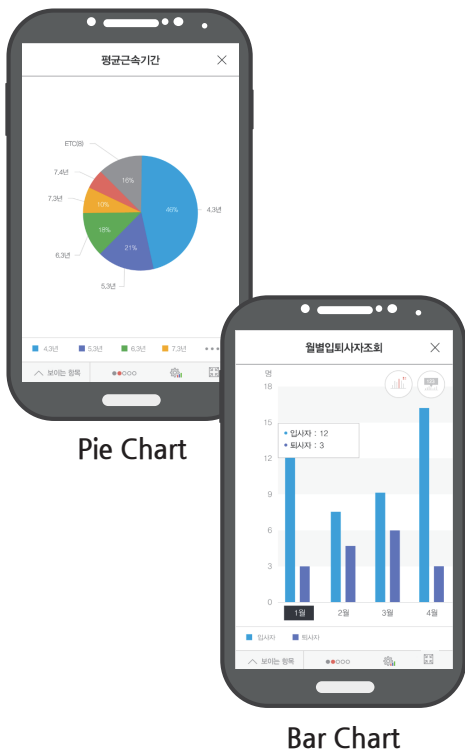 평균근속기간
ETC(8)
7.4년
7.3년
6.3년
5.3년
4.3년
16%
10%
18%
21%
46%
4.3년
5.3년
6.3년
7.3년
보이는 항목
Pie Chart
월별입퇴사자조회
명
18
15
12
9
6
3
0
입사자 : 12
퇴사자 : 3
1월
2월
3월
4월
입사자
퇴사자
보이는 항목
Bar Chart